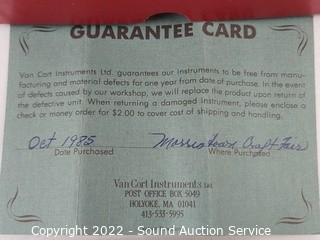 GUARANTEE CARD
Van Cort Instruments Ltd. guarantees our instruments to be free from manu-
facturing and material defects for one year from date of purchase. In the event
of defects caused by our workshop, we will replace the product upon return of
the defective unit. When returning a damaged instrument, please enclose a
check or money order for $2.00 to cover cost of shipping and handling.
Oct 1985 Morristown Craft Fair
Date Purchased Where Purchased
Van Cort Instruments Ltd.
POST OFFICE BOX 5049
HOLYOKE, MA 01041
413-533-5995
Copyright 2022 - Sound Auction Service